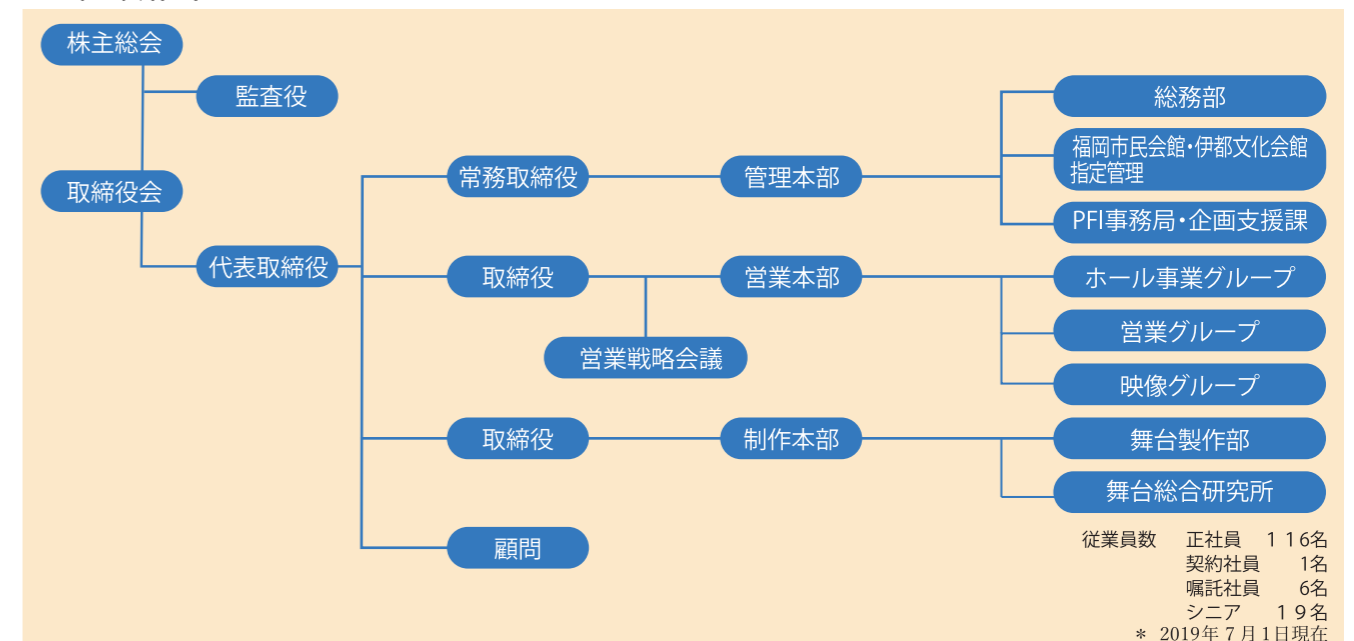 株主総会
監査役
取締役会
代表取締役
常務取締役
管理本部
総務部
福岡市民会館・伊都文化会館
指定管理
PFI事務局・企画支援課
取締役
営業本部
営業戦略会議
ホール事業グループ
営業グループ
映像グループ
取締役
制作本部
舞台製作部
舞台総合研究所
顧問
従業員数 正社員 １１6名
契約社員 1名
嘱託社員 6名
シニア １９名
＊ 2019年７月１日現在